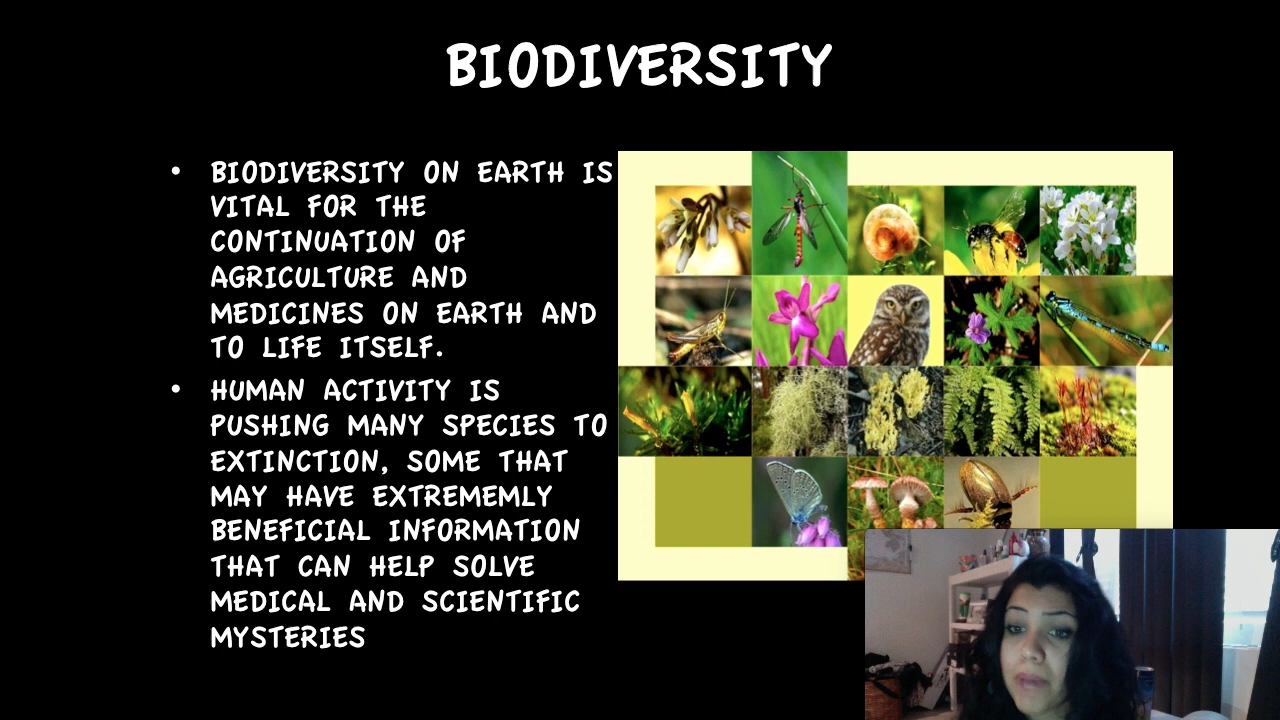 BIODIVERSITY
• BIODIVERSITY ON EARTH IS
VITAL FOR THE
CONTINUATION OF
AGRICULTURE AND
MEDICINES ON EARTH AND
TO LIFE ITSELF.
• HUMAN ACTIVITY IS
PUSHING MANY SPECIES TO
EXTINCTION, SOME THAT
MAY HAVE EXTREMEMLY
BENEFICIAL INFORMATION
THAT CAN HELP SOLVE
MEDICAL AND SCIENTIFIC
MYSTERIES